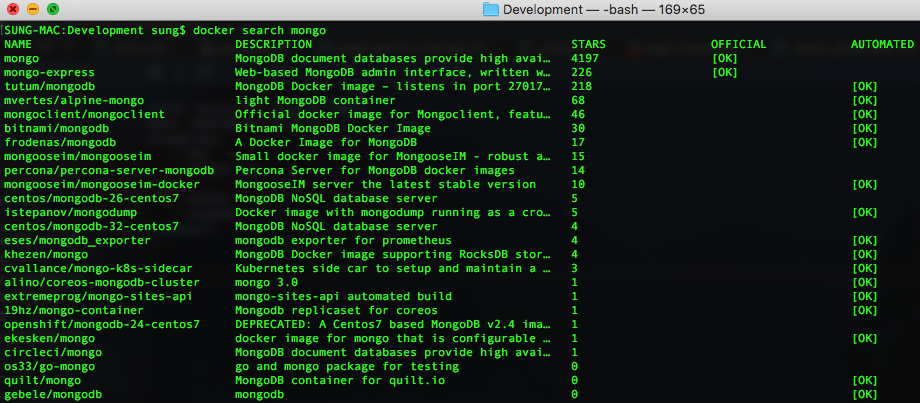 Development — -bash — 169×65
[SUNG-MAC:Development sung$ docker search mongo
NAME DESCRIPTION STARS OFFICIAL AUTOMATED
mongo MongoDB document databases provide high avai… 4197 [OK]
mongo-express Web-based MongoDB admin interface, written w… 226 [OK]
tutum/mongodb MongoDB Docker image – listens in port 27017… 218 [OK]
mvertes/alpine-mongo light MongoDB container 68 [OK]
mongoclient/mongoclient Official docker image for Mongoclient, featu… 46 [OK]
bitnami/mongodb Bitnami MongoDB Docker Image 30 [OK]
frodenas/mongodb A Docker Image for MongoDB 17 [OK]
mongooseim/mongooseim Small docker image for MongooseIM - robust a… 15
percona/percona-server-mongodb Percona Server for MongoDB docker images 14
mongooseim/mongooseim-docker MongooseIM server the latest stable version 10 [OK]
centos/mongodb-26-centos7 MongoDB NoSQL database server 5
istepanov/mongodump Docker image with mongodump running as a cro… 5 [OK]
centos/mongodb-32-centos7 MongoDB NoSQL database server 4
eses/mongodb_exporter mongodb exporter for prometheus 4 [OK]
khezen/mongo MongoDB Docker image supporting RocksDB stor… 4 [OK]
cvallance/mongo-k8s-sidecar Kubernetes side car to setup and maintain a … 3 [OK]
alino/coreos-mongodb-cluster mongo 3.0 1 [OK]
extremeprog/mongo-sites-api mongo-sites-api automated build 1 [OK]
19hz/mongo-container Mongodb replicaset for coreos 1 [OK]
openshift/mongodb-24-centos7 DEPRECATED: A Centos7 based MongoDB v2.4 ima… 1
ekesken/mongo docker image for mongo that is configurable … 1 [OK]
circleci/mongo MongoDB document databases provide high avai… 1
os33/go-mongo go and mongo package for testing 0
quilt/mongo MongoDB container for quilt.io 0 [OK]
gebele/mongodb mongodb 0 [OK]